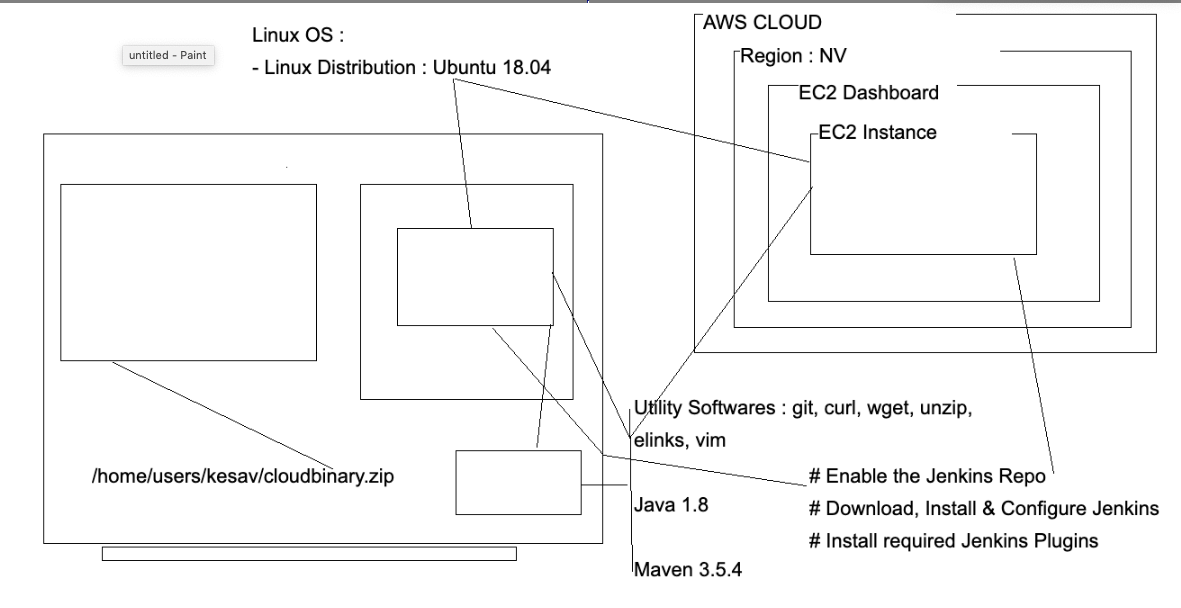 Linux OS :
untitled - Paint
- Linux Distribution : Ubuntu 18.04
AWS CLOUD
Region : NV
EC2 Dashboard
EC2 Instance
/home/users/kesav/cloudbinary.zip
Utility Softwares : git, curl, wget, unzip,
elinks, vim
Java 1.8
Maven 3.5.4
# Enable the Jenkins Repo
# Download, Install & Configure Jenkins
# Install required Jenkins Plugins